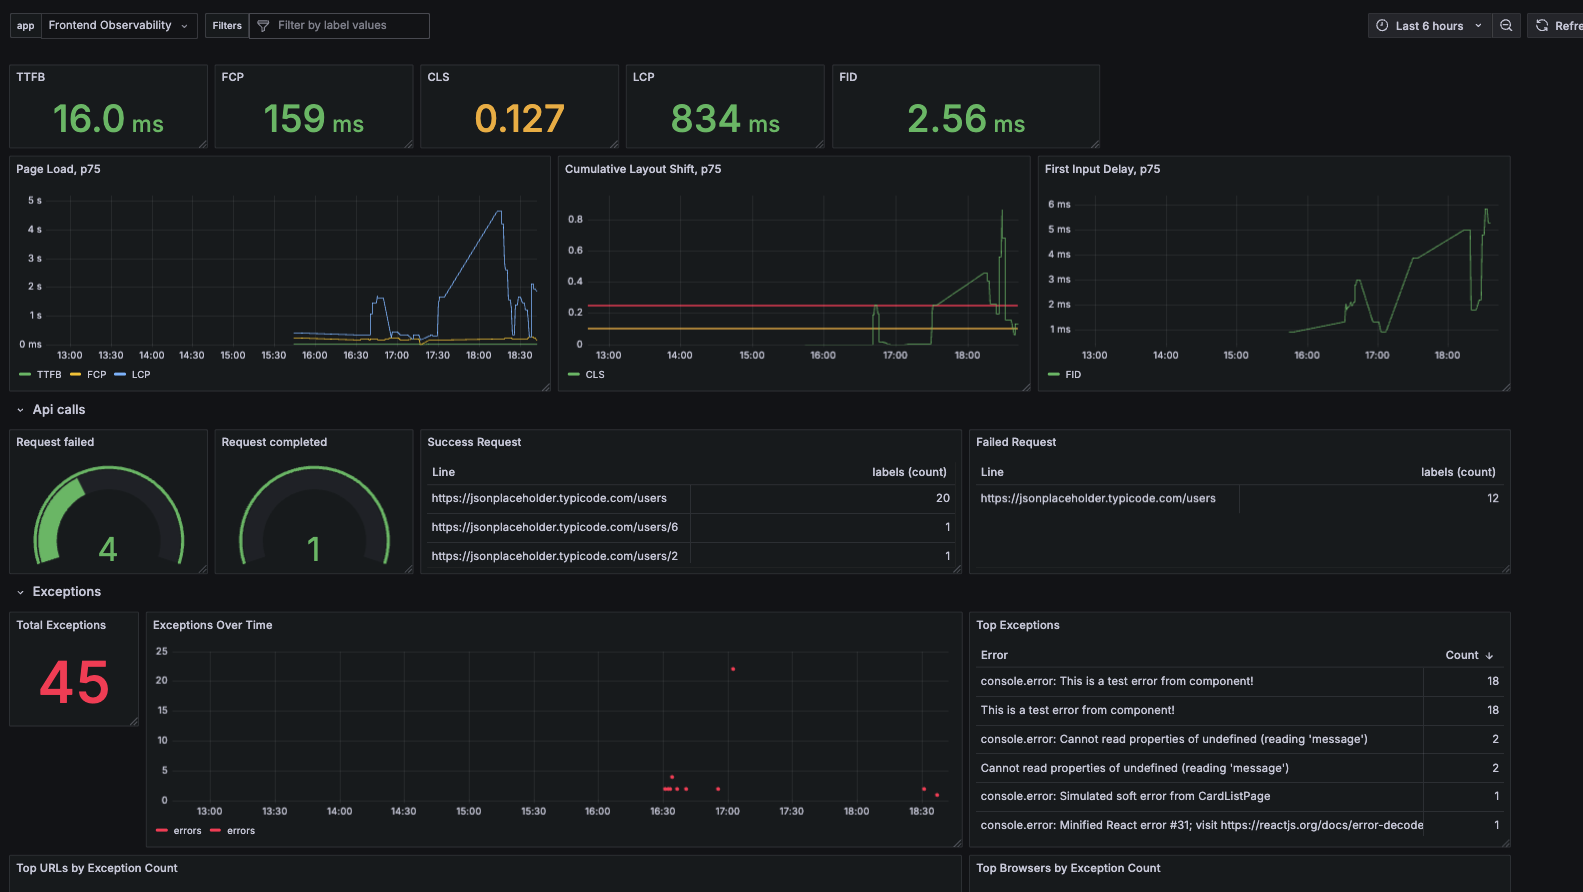 app Frontend Observability Filters Filter by label values Last 6 hours Refre
TTFB FCP CLS LCP FID
16.0 ms 159 ms 0.127 834 ms 2.56 ms
Page Load, p75
5 s
4 s
3 s
2 s
1 s
0 ms
13:00 13:30 14:00 14:30 15:00 15:30 16:00 16:30 17:00 17:30 18:00 18:30
TTFB FCP LCP
Cumulative Layout Shift, p75
0.8
0.6
0.4
0.2
0
13:00 14:00 15:00 16:00 17:00 18:00
CLS
First Input Delay, p75
6 ms
5 ms
4 ms
3 ms
2 ms
1 ms
13:00 14:00 15:00 16:00 17:00 18:00
FID
Api calls
Request failed
4
Request completed
1
Success Request
Line labels (count)
https://jsonplaceholder.typicode.com/users 20
https://jsonplaceholder.typicode.com/users/6 1
https://jsonplaceholder.typicode.com/users/2 1
Failed Request
Line labels (count)
https://jsonplaceholder.typicode.com/users 12
Exceptions
Total Exceptions
45
Exceptions Over Time
25
20
15
10
5
0
13:00 13:30 14:00 14:30 15:00 15:30 16:00 16:30 17:00 17:30 18:00 18:30
errors errors
Top Exceptions
Error Count
console.error: This is a test error from component! 18
This is a test error from component! 18
console.error: Cannot read properties of undefined (reading 'message') 2
Cannot read properties of undefined (reading 'message') 2
console.error: Simulated soft error from CardListPage 1
console.error: Minified React error #31; visit https://reactjs.org/docs/error-decode 1
Top URLs by Exception Count
Top Browsers by Exception Count